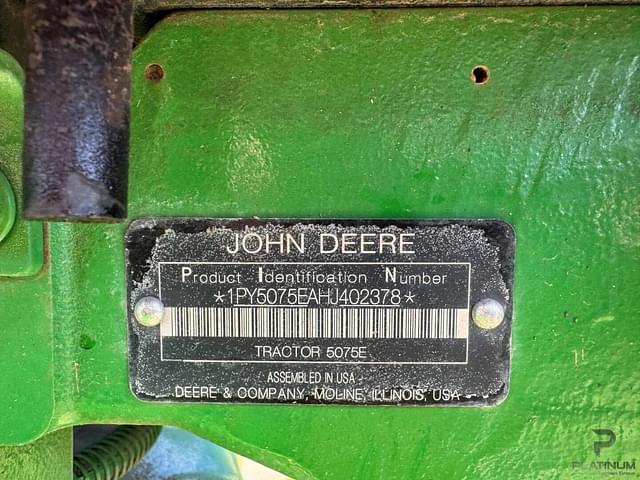 JOHN DEERE
Product Identification Number
*1PY5075EAHJ402378*
TRACTOR 5075E
ASSEMBLED IN USA
DEERE & COMPANY, MOLINE, ILLINOIS, USA
PLATINUM